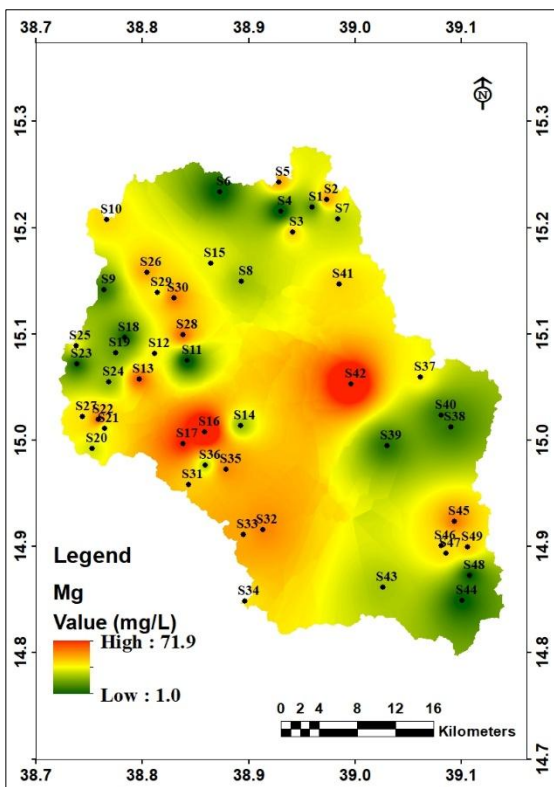 38.7 38.8 38.9 39.0 39.1
N
15.3 15.3
S5
S6 S2
S4 S1
S10 S7
S3
S15
S26 S8 S41
S9 S29
S30
S28
S18
S25 S19 S12
S23 S11 S37
S24 S13 S42
15.2 15.2
15.1 15.1
S27 S22 S40
S21 S16 S14 S38
S20 S17 S39
S36 S35
S31
15.0 15.0
S33 S32 S45
S46 S49
S47
S43 S48
S34 S44
14.9 14.9
14.8 14.8
14.7 14.7
Legend
Mg
Value (mg/L)
High : 71.9
Low : 1.0
0 2 4 8 12 16
Kilometers
38.7 38.8 38.9 39.0 39.1